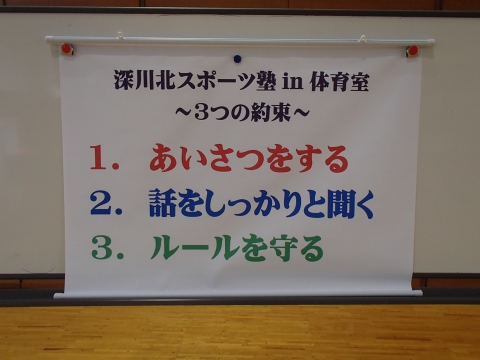 深川北スポーツ塾 in 体育室
～3つの約束～
1. あいさつをする
2. 話をしっかりと聞く
3. ルールを守る